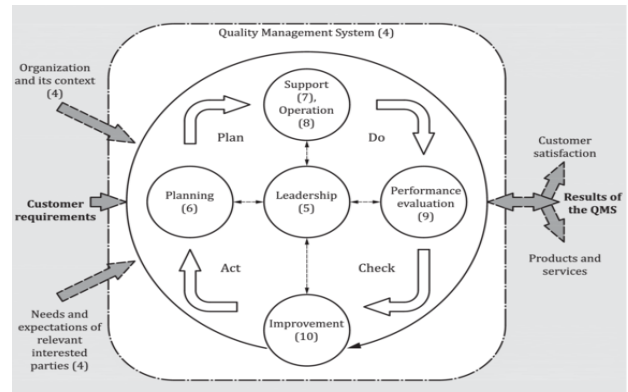 Quality Management System (4)
Organization
and its context
(4)
Support
(7),
Operation
(8)
Plan
Do
Customer
satisfaction
Customer
requirements
Planning
(6)
Leadership
(5)
Performance
evaluation
(9)
Results of
the QMS
Act
Check
Products and
services
Needs and
expectations of
relevant
interested
parties (4)
Improvement
(10)